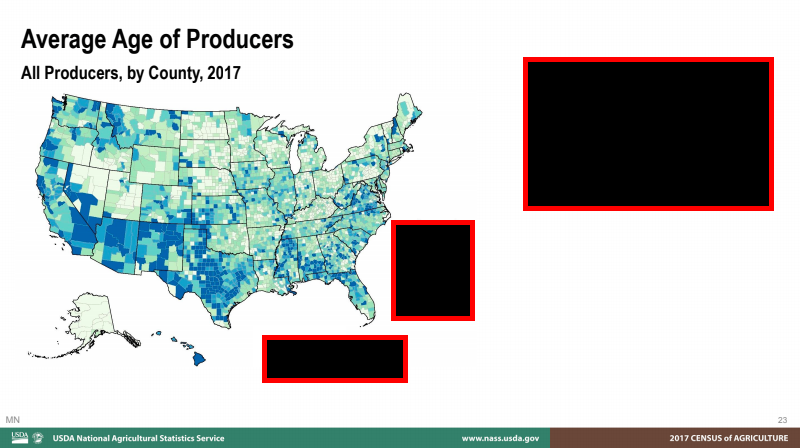 Average Age of Producers
All Producers, by County, 2017
MN
23
USDA
USDA National Agricultural Statistics Service
www.nass.usda.gov
2017 CENSUS of AGRICULTURE